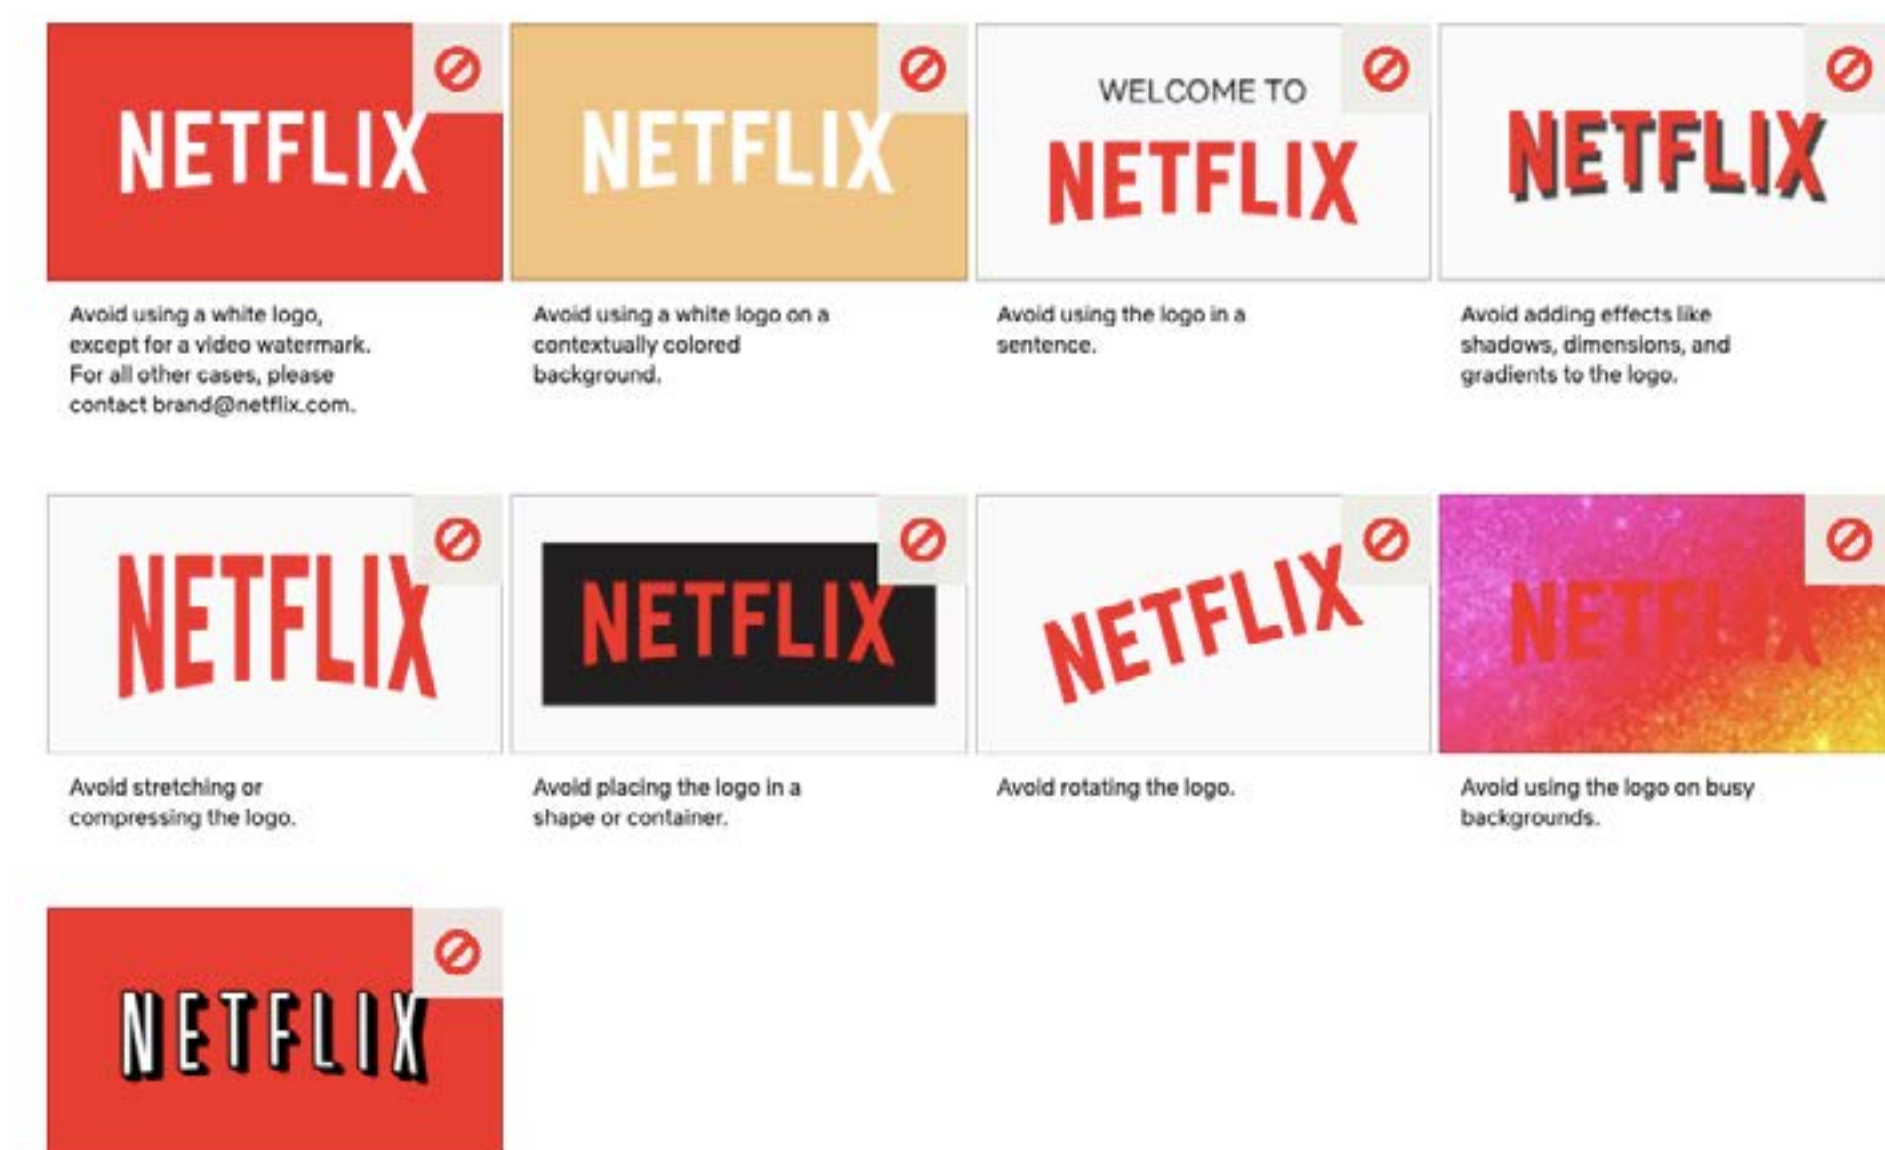 NETFLIX
Avoid using a white logo,
except for a video watermark.
For all other cases, please
contact brand@netflix.com.
NETFLIX
Avoid using a white logo on a
contextually colored
background.
WELCOME TO
NETFLIX
Avoid using the logo in a
sentence.
NETFLIX
Avoid adding effects like
shadows, dimensions, and
gradients to the logo.
NETFLIX
Avoid stretching or
compressing the logo.
NETFLIX
Avoid placing the logo in a
shape or container.
NETFLIX
Avoid rotating the logo.
NETFLIX
Avoid using the logo on busy
backgrounds.
NETFLIX